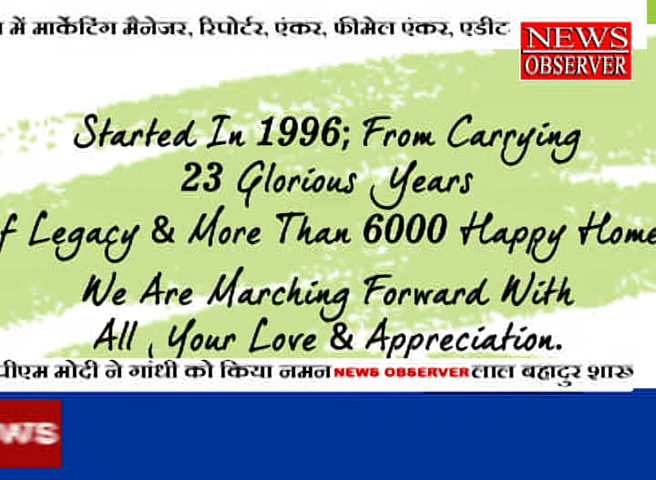 में मार्केटिंग मैनेजर, रिपोर्टर, एंकर, फीमेल एंकर, एडीट
NEWS
OBSERVER
Started In 1996; From Carrying
23 Glorious Years
f Legacy & More Than 6000 Happy Home
We Are Marching Forward With
All , Your Love & Appreciation.
पीएम मोदी ने गांधी को किया नमन NEWS OBSERVER लाल बहादुर शास्
WS